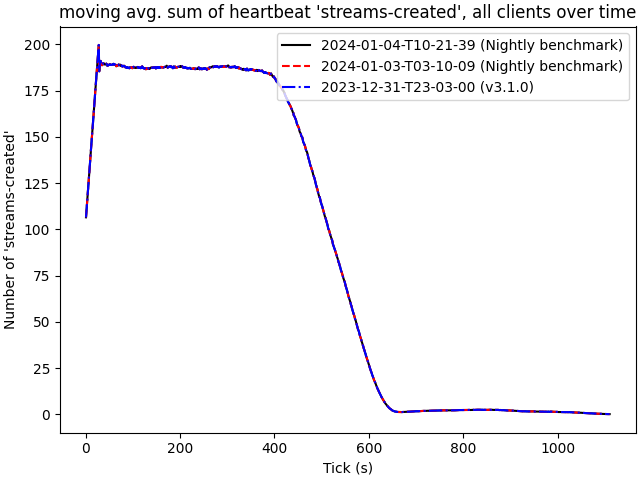 moving avg. sum of heartbeat 'streams-created', all clients over time
2024-01-04-T10-21-39 (Nightly benchmark)
2024-01-03-T03-10-09 (Nightly benchmark)
2023-12-31-T23-03-00 (v3.1.0)
Number of 'streams-created'
200
175
150
125
100
75
50
25
0
0 200 400 600 800 1000
Tick (s)